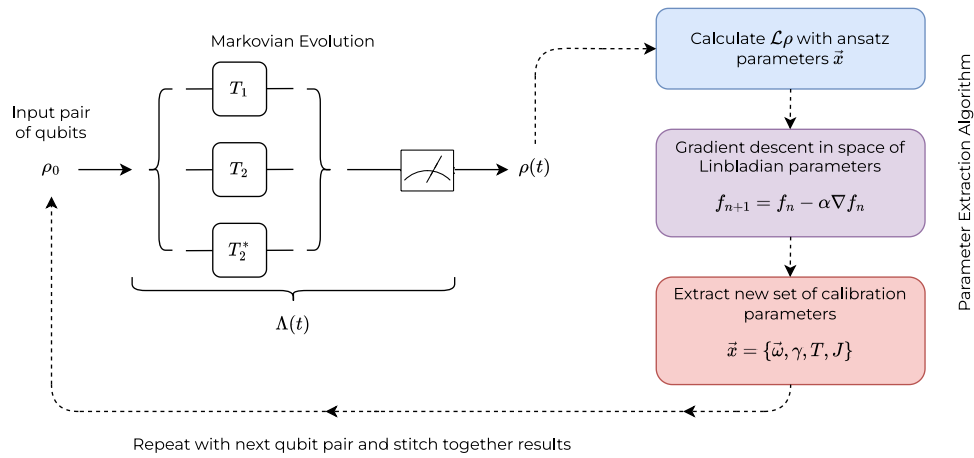 Markovian Evolution
Input pair
of qubits
ρ₀
T₁
T₂
T₂*
Λ(t)
ρ(t)
Calculate 𝓛ρ with ansatz
parameters x⃗
Gradient descent in space of
Linbladian parameters
fₙ₊₁ = fₙ − α∇fₙ
Extract new set of calibration
parameters
x⃗ = {ω⃗, γ, T, J}
Parameter Extraction Algorithm
Repeat with next qubit pair and stitch together results